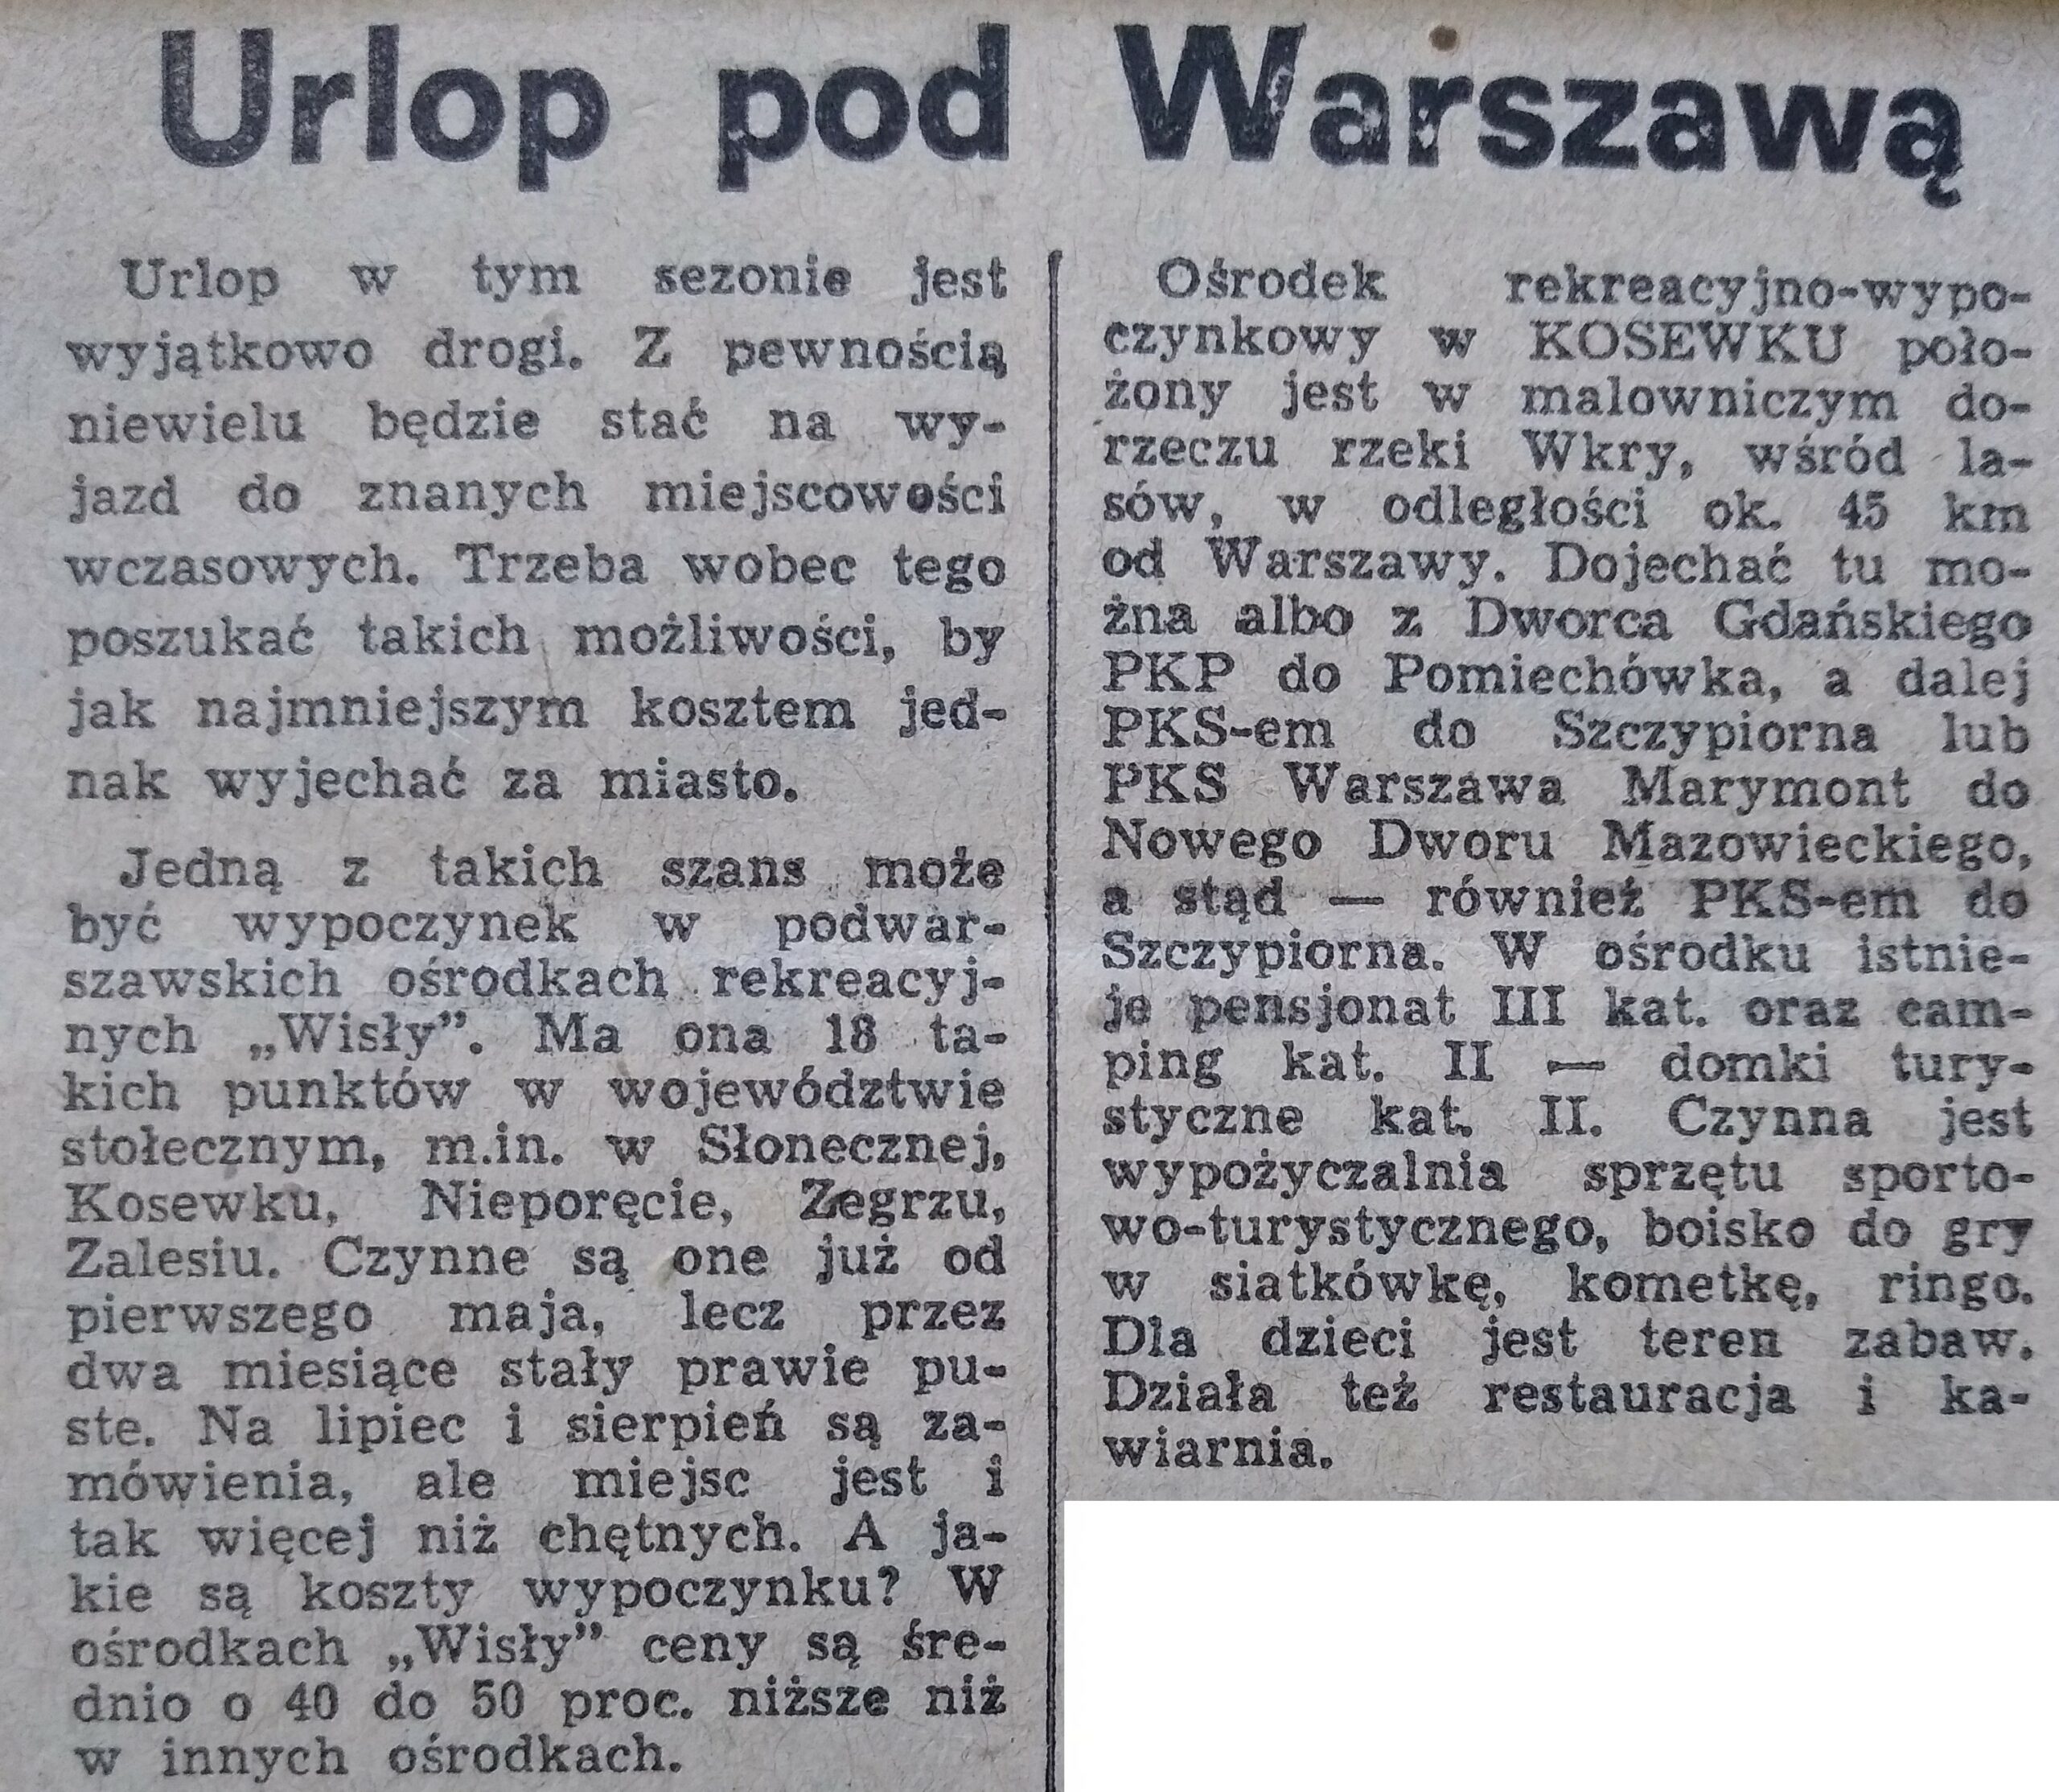 Urlop pod Warszawą
Urlop w tym sezonie jest
wyjątkowo drogi. Z pewnością
niewielu będzie stać na wy-
jazd do znanych miejscowości
wczasowych. Trzeba wobec tego
poszukać takich możliwości, by
jak najmniejszym kosztem jed-
nak wyjechać za miasto.
Jedną z takich szans może
być wypoczynek w podwar-
szawskich ośrodkach rekreacyj-
nych „Wisły”. Ma ona 18 ta-
kich punktów w województwie
stołecznym, m.in. w Słonecznej,
Kosewku, Nieporęcie, Zegrzu,
Zalesiu. Czynne są one już od
pierwszego maja, lecz przez
dwa miesiące stały prawie pu-
ste. Na lipiec i sierpień są za-
mówienia, ale miejsc jest i
tak więcej niż chętnych. A ja-
kie są koszty wypoczynku? W
ośrodkach „Wisły” ceny są śre-
dnio o 40 do 50 proc. niższe niż
w innych ośrodkach.
Ośrodek rekreacyjno-wypo-
czynkowy w KOSEWKU poło-
żony jest w malowniczym do-
rzeczu rzeki Wkry, wśród la-
sów, w odległości ok. 45 km
od Warszawy. Dojechać tu mo-
żna albo z Dworca Gdańskiego
PKP do Pomiechówka, a dalej
PKS-em do Szczypiorna lub
PKS Warszawa Marymont do
Nowego Dworu Mazowieckiego,
a stąd — również PKS-em do
Szczypiorna. W ośrodku istnie-
je pensjonat III kat. oraz cam-
ping kat. II — domki tury-
styczne kat. II. Czynna jest
wypożyczalnia sprzętu sporto-
wo-turystycznego, boisko do gry
w siatkówkę, kometkę, ringo.
Dla dzieci jest teren zabaw.
Działa też restauracja i ka-
wiarnia.